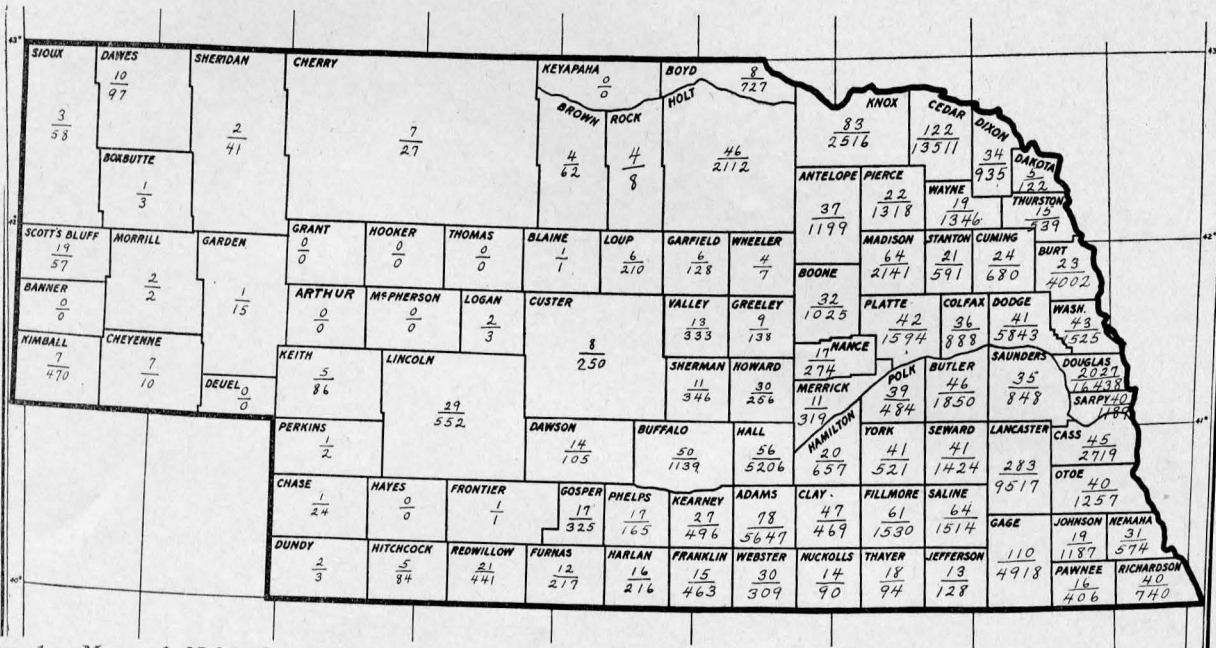 43°
43
SIOUX
3
58
DAWES
10
97
SHERIDAN
2
41
CHERRY
7
27
KEYAPAHA
0
0
BOYD
8
727
BROWN
4
62
ROCK
4
8
HOLT
46
2112
KNOX
83
2516
CEDAR
122
13511
DIXON
34
935
DAKOTA
5
122
BOXBUTTE
1
3
ANTELOPE
37
1199
PIERCE
22
1318
WAYNE
19
1346
THURSTON
15
539
42°
42°
SCOTT'S BLUFF
19
57
MORRILL
2
2
GARDEN
1
15
GRANT
0
0
HOOKER
0
0
THOMAS
0
0
BLAINE
1
1
LOUP
6
210
GARFIELD
6
128
WHEELER
4
7
MADISON
64
2141
STANTON
21
591
CUMING
24
680
BURT
23
4002
BANNER
0
0
BOONE
32
1025
ARTHUR
0
0
McPHERSON
0
0
LOGAN
2
3
CUSTER
8
250
VALLEY
13
333
GREELEY
9
138
PLATTE
42
1594
COLFAX
36
888
DODGE
41
5843
WASH.
43
1525
KIMBALL
7
470
CHEYENNE
7
10
DEUEL
0
0
KEITH
5
86
LINCOLN
29
552
SHERMAN
11
346
HOWARD
30
256
NANCE
17
274
MERRICK
11
319
POLK
39
484
BUTLER
46
1850
SAUNDERS
35
848
DOUGLAS
2027
16438
SARPY
40
41°
PERKINS
1
2
DAWSON
14
105
BUFFALO
50
1139
HALL
56
5206
HAMILTON
20
657
YORK
41
521
SEWARD
41
1424
LANCASTER
283
9517
CASS
45
2719
OTOE
40
1257
CHASE
1
24
HAYES
0
0
FRONTIER
1
1
GOSPER
17
325
PHELPS
17
165
KEARNEY
27
496
ADAMS
78
5647
CLAY
47
469
FILLMORE
61
1530
SALINE
64
1514
GAGE
110
4918
JOHNSON
19
1187
NEMAHA
31
574
DUNDY
2
3
HITCHCOCK
5
84
REDWILLOW
21
441
FURNAS
12
217
HARLAN
16
216
FRANKLIN
15
463
WEBSTER
30
309
NUCKOLLS
14
90
THAYER
18
94
JEFFERSON
13
128
PAWNEE
16
406
RICHARDSON
40
740
40°